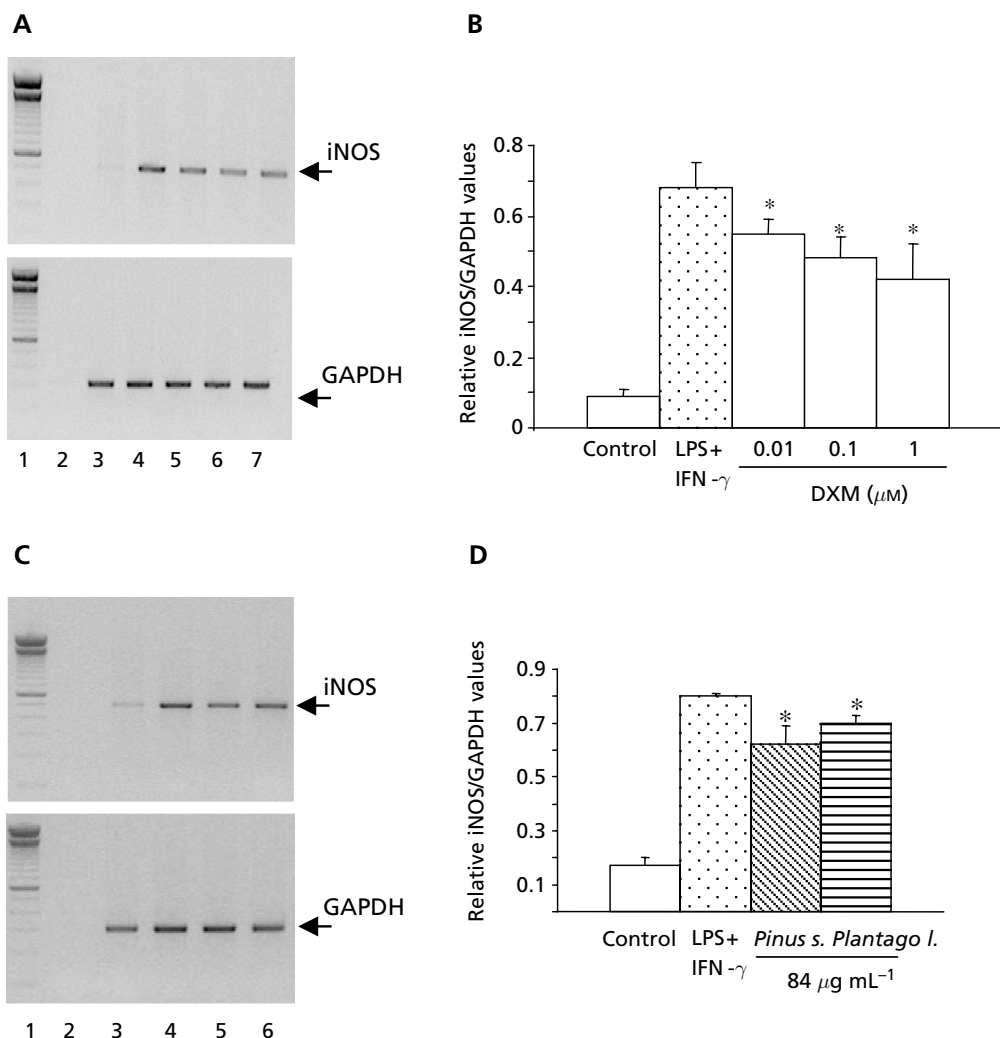 A
iNOS
GAPDH
1 2 3 4 5 6 7
B
Relative iNOS/GAPDH values
0.8
0.6
0.4
0.2
0
Control LPS+ 0.01 0.1 1
IFN -γ
DXM (μM)
* * *
C
iNOS
GAPDH
1 2 3 4 5 6
D
Relative iNOS/GAPDH values
0.9
0.7
0.5
0.3
0.1
* *
Control LPS+ Pinus s. Plantago l.
IFN -γ
84 μg mL⁻¹